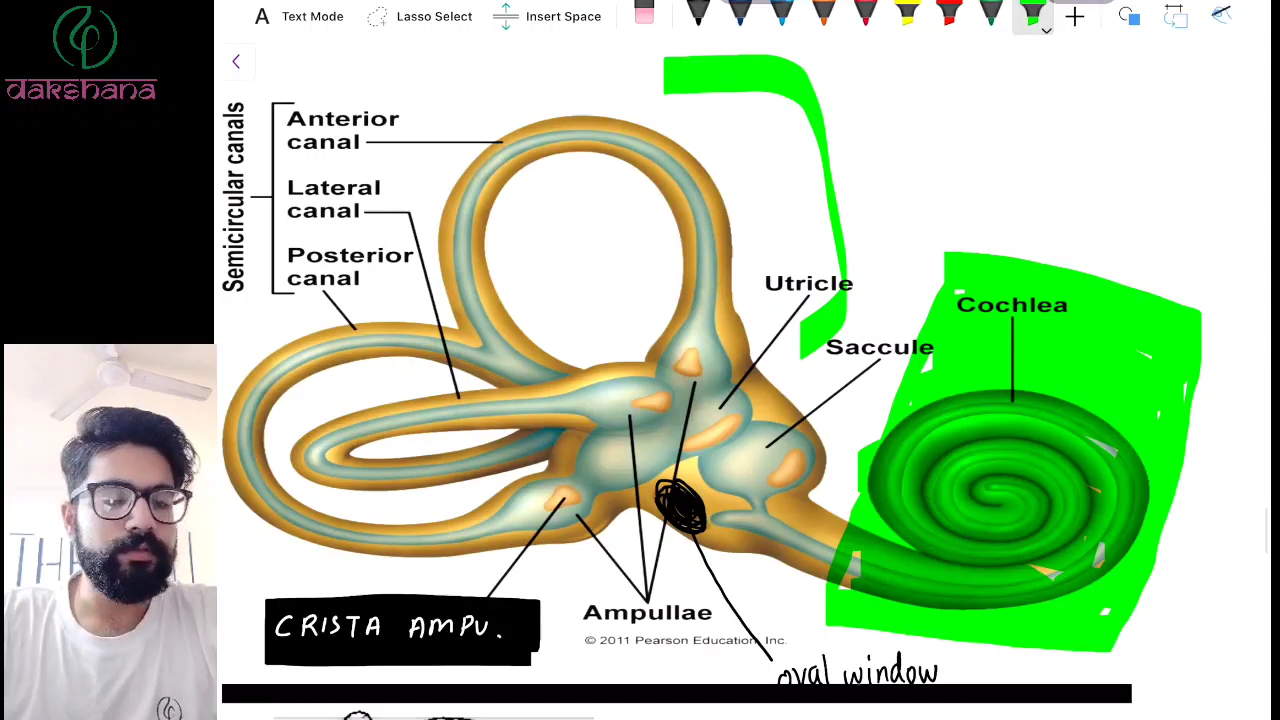 A Text Mode Lasso Select Insert Space
dakshana
Semicircular canals
Anterior
canal
Lateral
canal
Posterior
canal
Utricle
Saccule
Cochlea
CRISTA AMPU.
Ampullae
© 2011 Pearson Education, Inc.
oval window